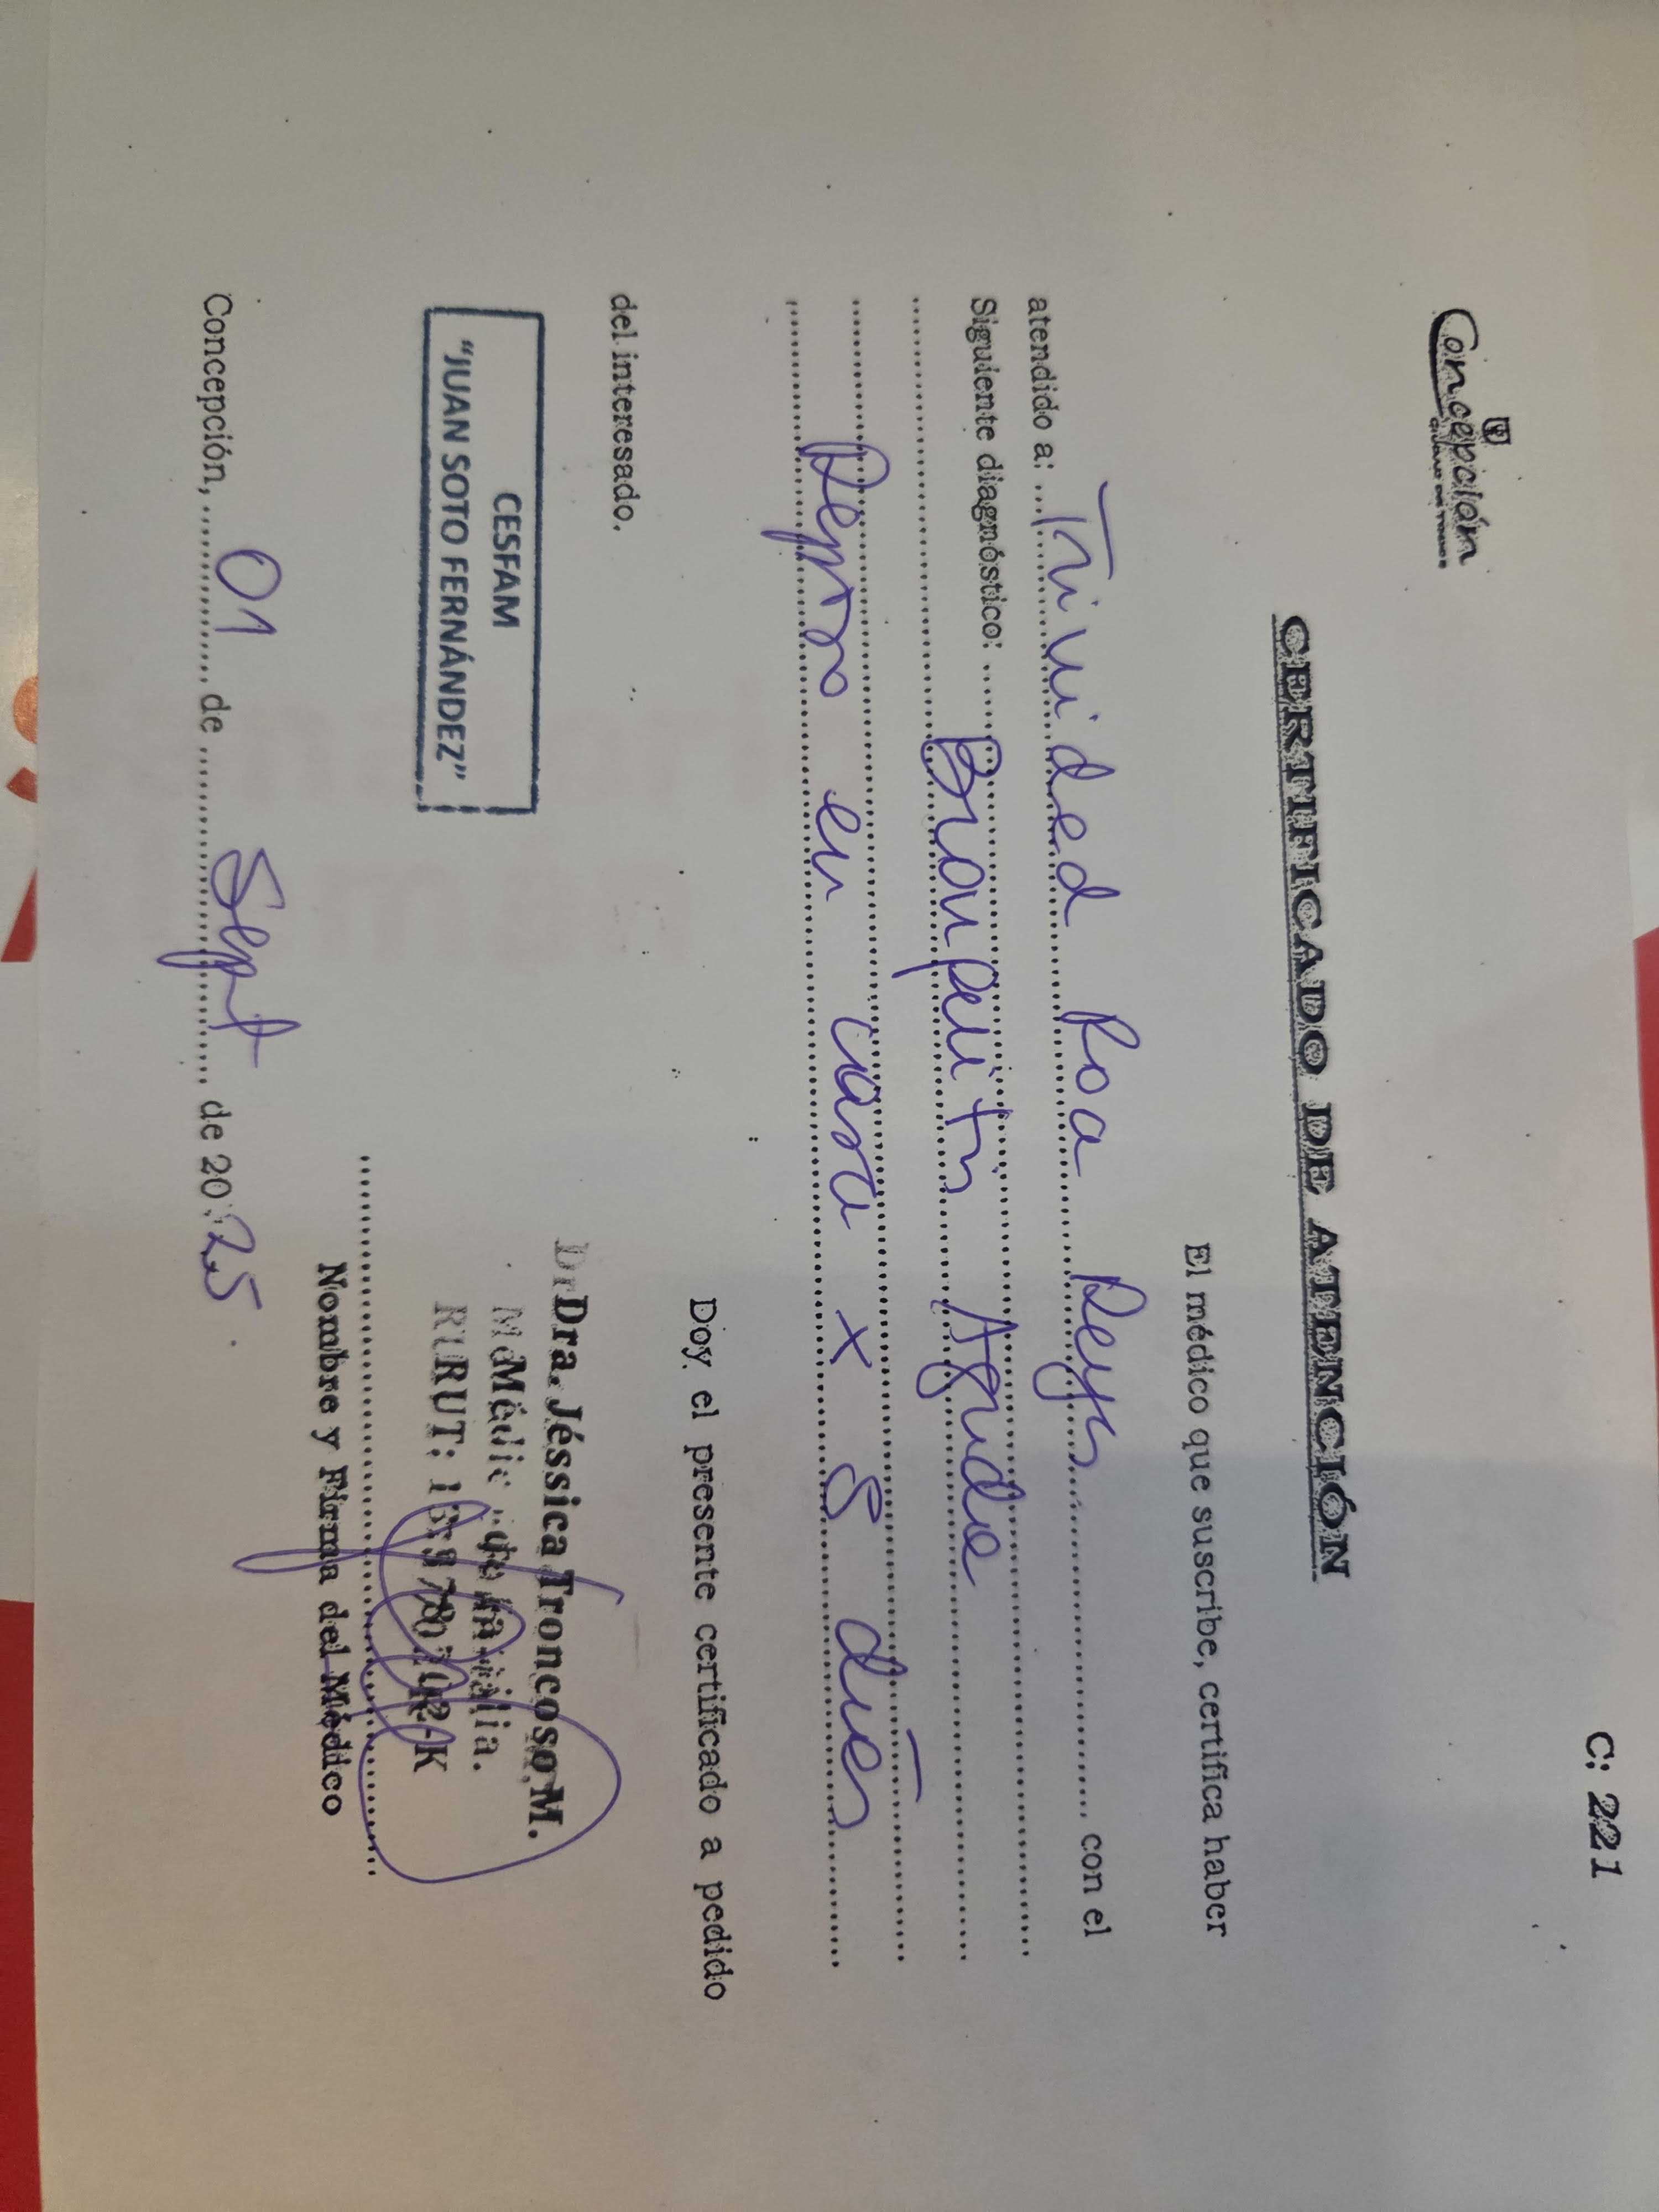 C: 221
Concepción
CERTIFICADO DE ATENCIÓN
El médico que suscribe, certifica haber
atendido a: Trinidad Roa Reyes con el
Siguiente diagnóstico: Bronquitis Aguda
Reposo en casa x 5 días
Doy el presente certificado a pedido
del interesado.
CESFAM
"JUAN SOTO FERNÁNDEZ"
Dra. Jéssica Troncoso M.
RUT:
Nombre y Firma del Médico
Concepción, 01 de Sept de 2025